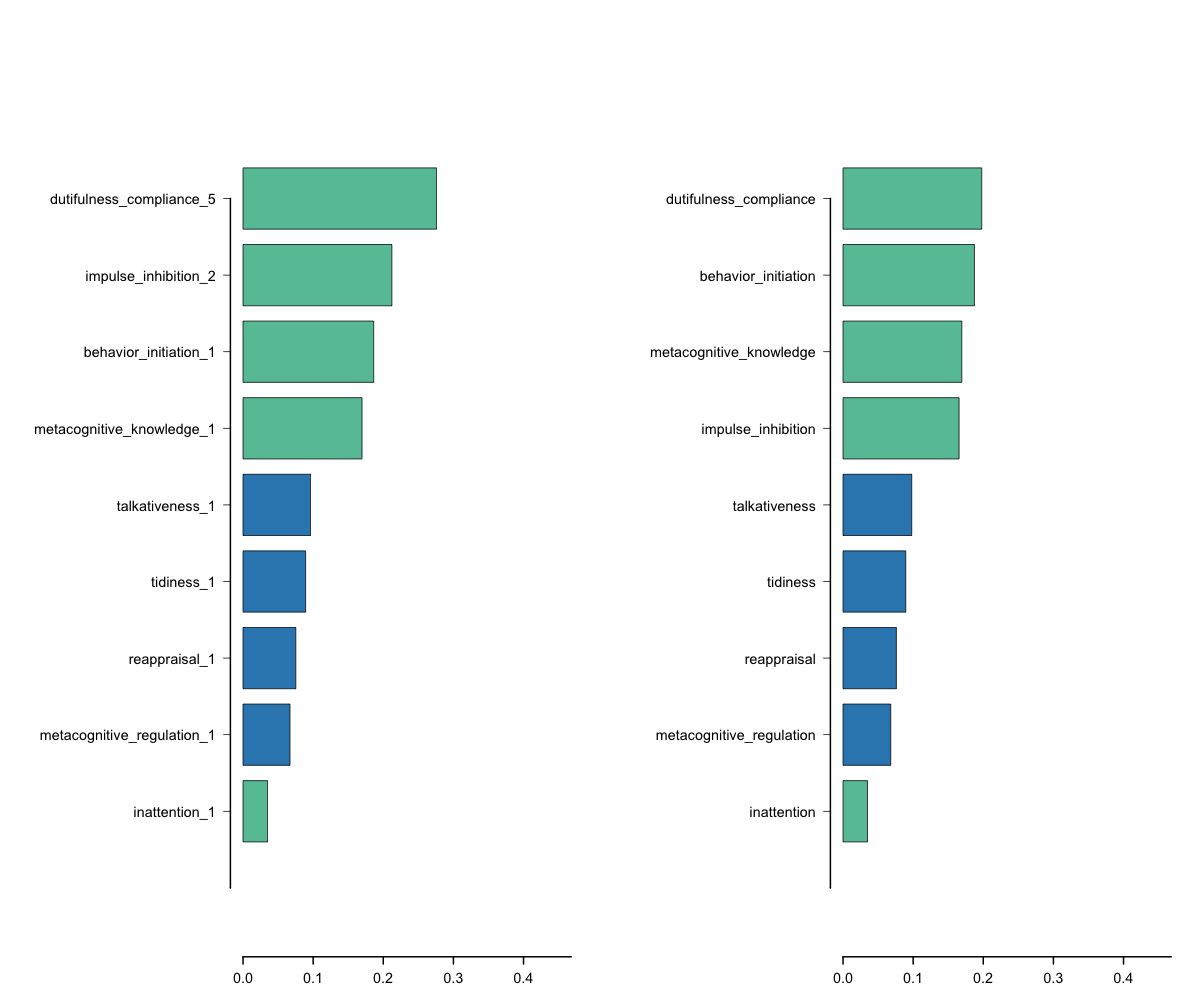 dutifulness_compliance_5
impulse_inhibition_2
behavior_initiation_1
metacognitive_knowledge_1
talkativeness_1
tidiness_1
reappraisal_1
metacognitive_regulation_1
inattention_1
0.0 0.1 0.2 0.3 0.4
dutifulness_compliance
behavior_initiation
metacognitive_knowledge
impulse_inhibition
talkativeness
tidiness
reappraisal
metacognitive_regulation
inattention
0.0 0.1 0.2 0.3 0.4